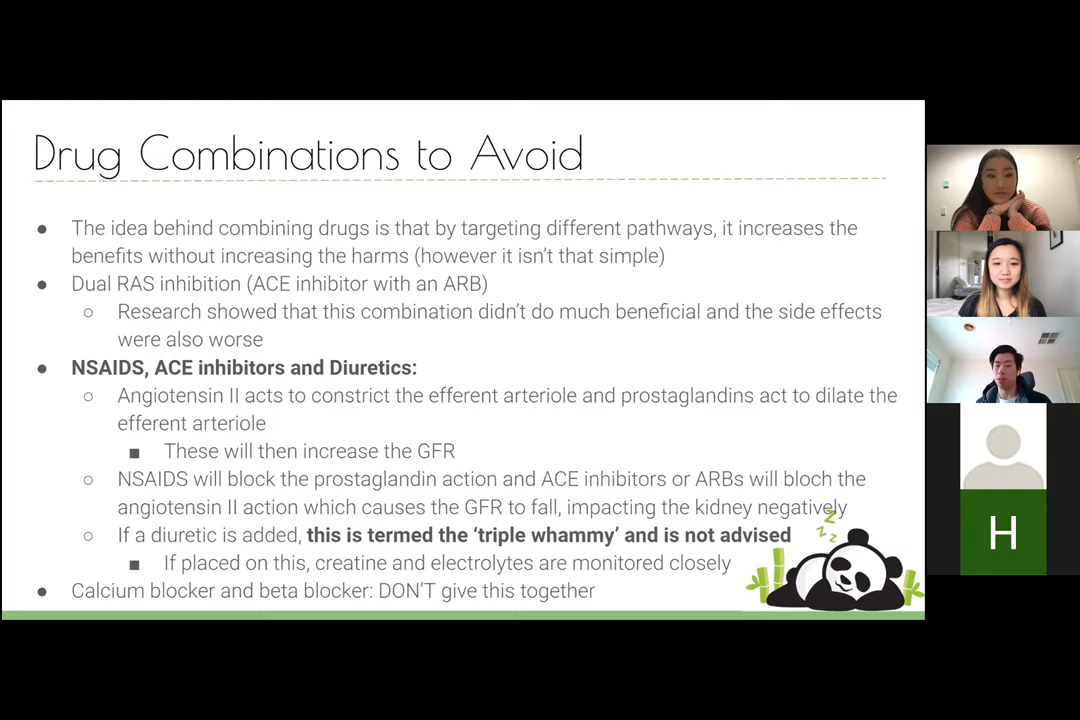 Drug Combinations to Avoid
● The idea behind combining drugs is that by targeting different pathways, it increases the
benefits without increasing the harms (however it isn't that simple)
● Dual RAS inhibition (ACE inhibitor with an ARB)
○ Research showed that this combination didn't do much beneficial and the side effects
were also worse
● NSAIDS, ACE inhibitors and Diuretics:
○ Angiotensin II acts to constrict the efferent arteriole and prostaglandins act to dilate the
efferent arteriole
■ These will then increase the GFR
○ NSAIDS will block the prostaglandin action and ACE inhibitors or ARBs will bloch the
angiotensin II action which causes the GFR to fall, impacting the kidney negatively
○ If a diuretic is added, this is termed the 'triple whammy' and is not advised
■ If placed on this, creatine and electrolytes are monitored closely
● Calcium blocker and beta blocker: DON'T give this together
z
z z z
H